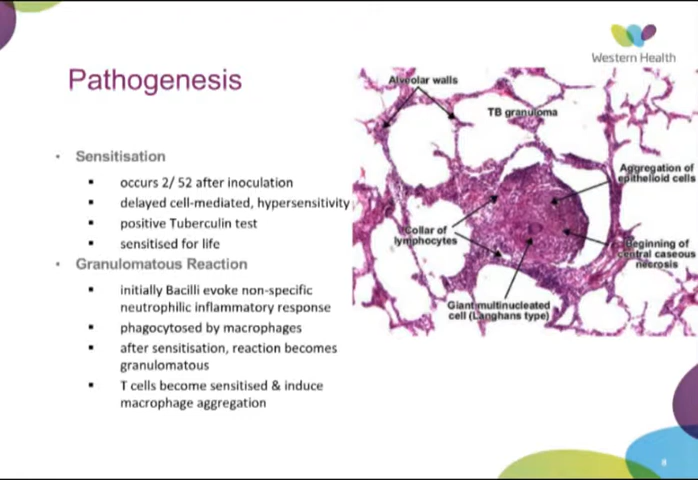 Western Health
Pathogenesis
• Sensitisation
▪ occurs 2/ 52 after inoculation
▪ delayed cell-mediated, hypersensitivity
▪ positive Tuberculin test
▪ sensitised for life
• Granulomatous Reaction
▪ initially Bacilli evoke non-specific
neutrophilic inflammatory response
▪ phagocytosed by macrophages
▪ after sensitisation, reaction becomes
granulomatous
▪ T cells become sensitised & induce
macrophage aggregation
Alveolar walls
TB granuloma
Aggregation of
epithelioid cells
Collar of
lymphocytes
Beginning of
central caseous
necrosis
Giant multinucleated
cell (Langhans type)